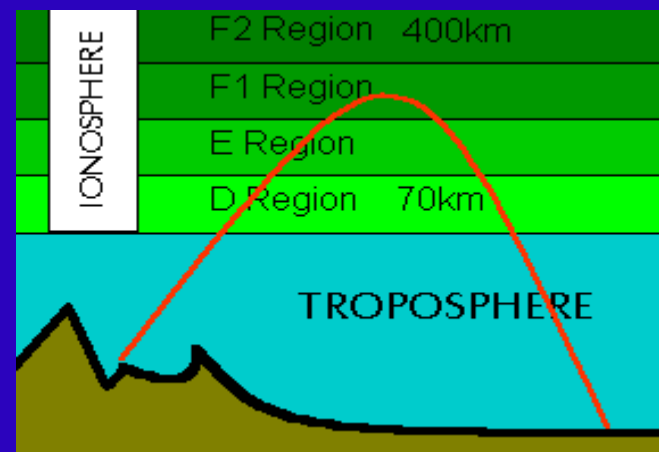 F2 Region 400km
F1 Region
E Region
D Region 70km
IONOSPHERE
TROPOSPHERE